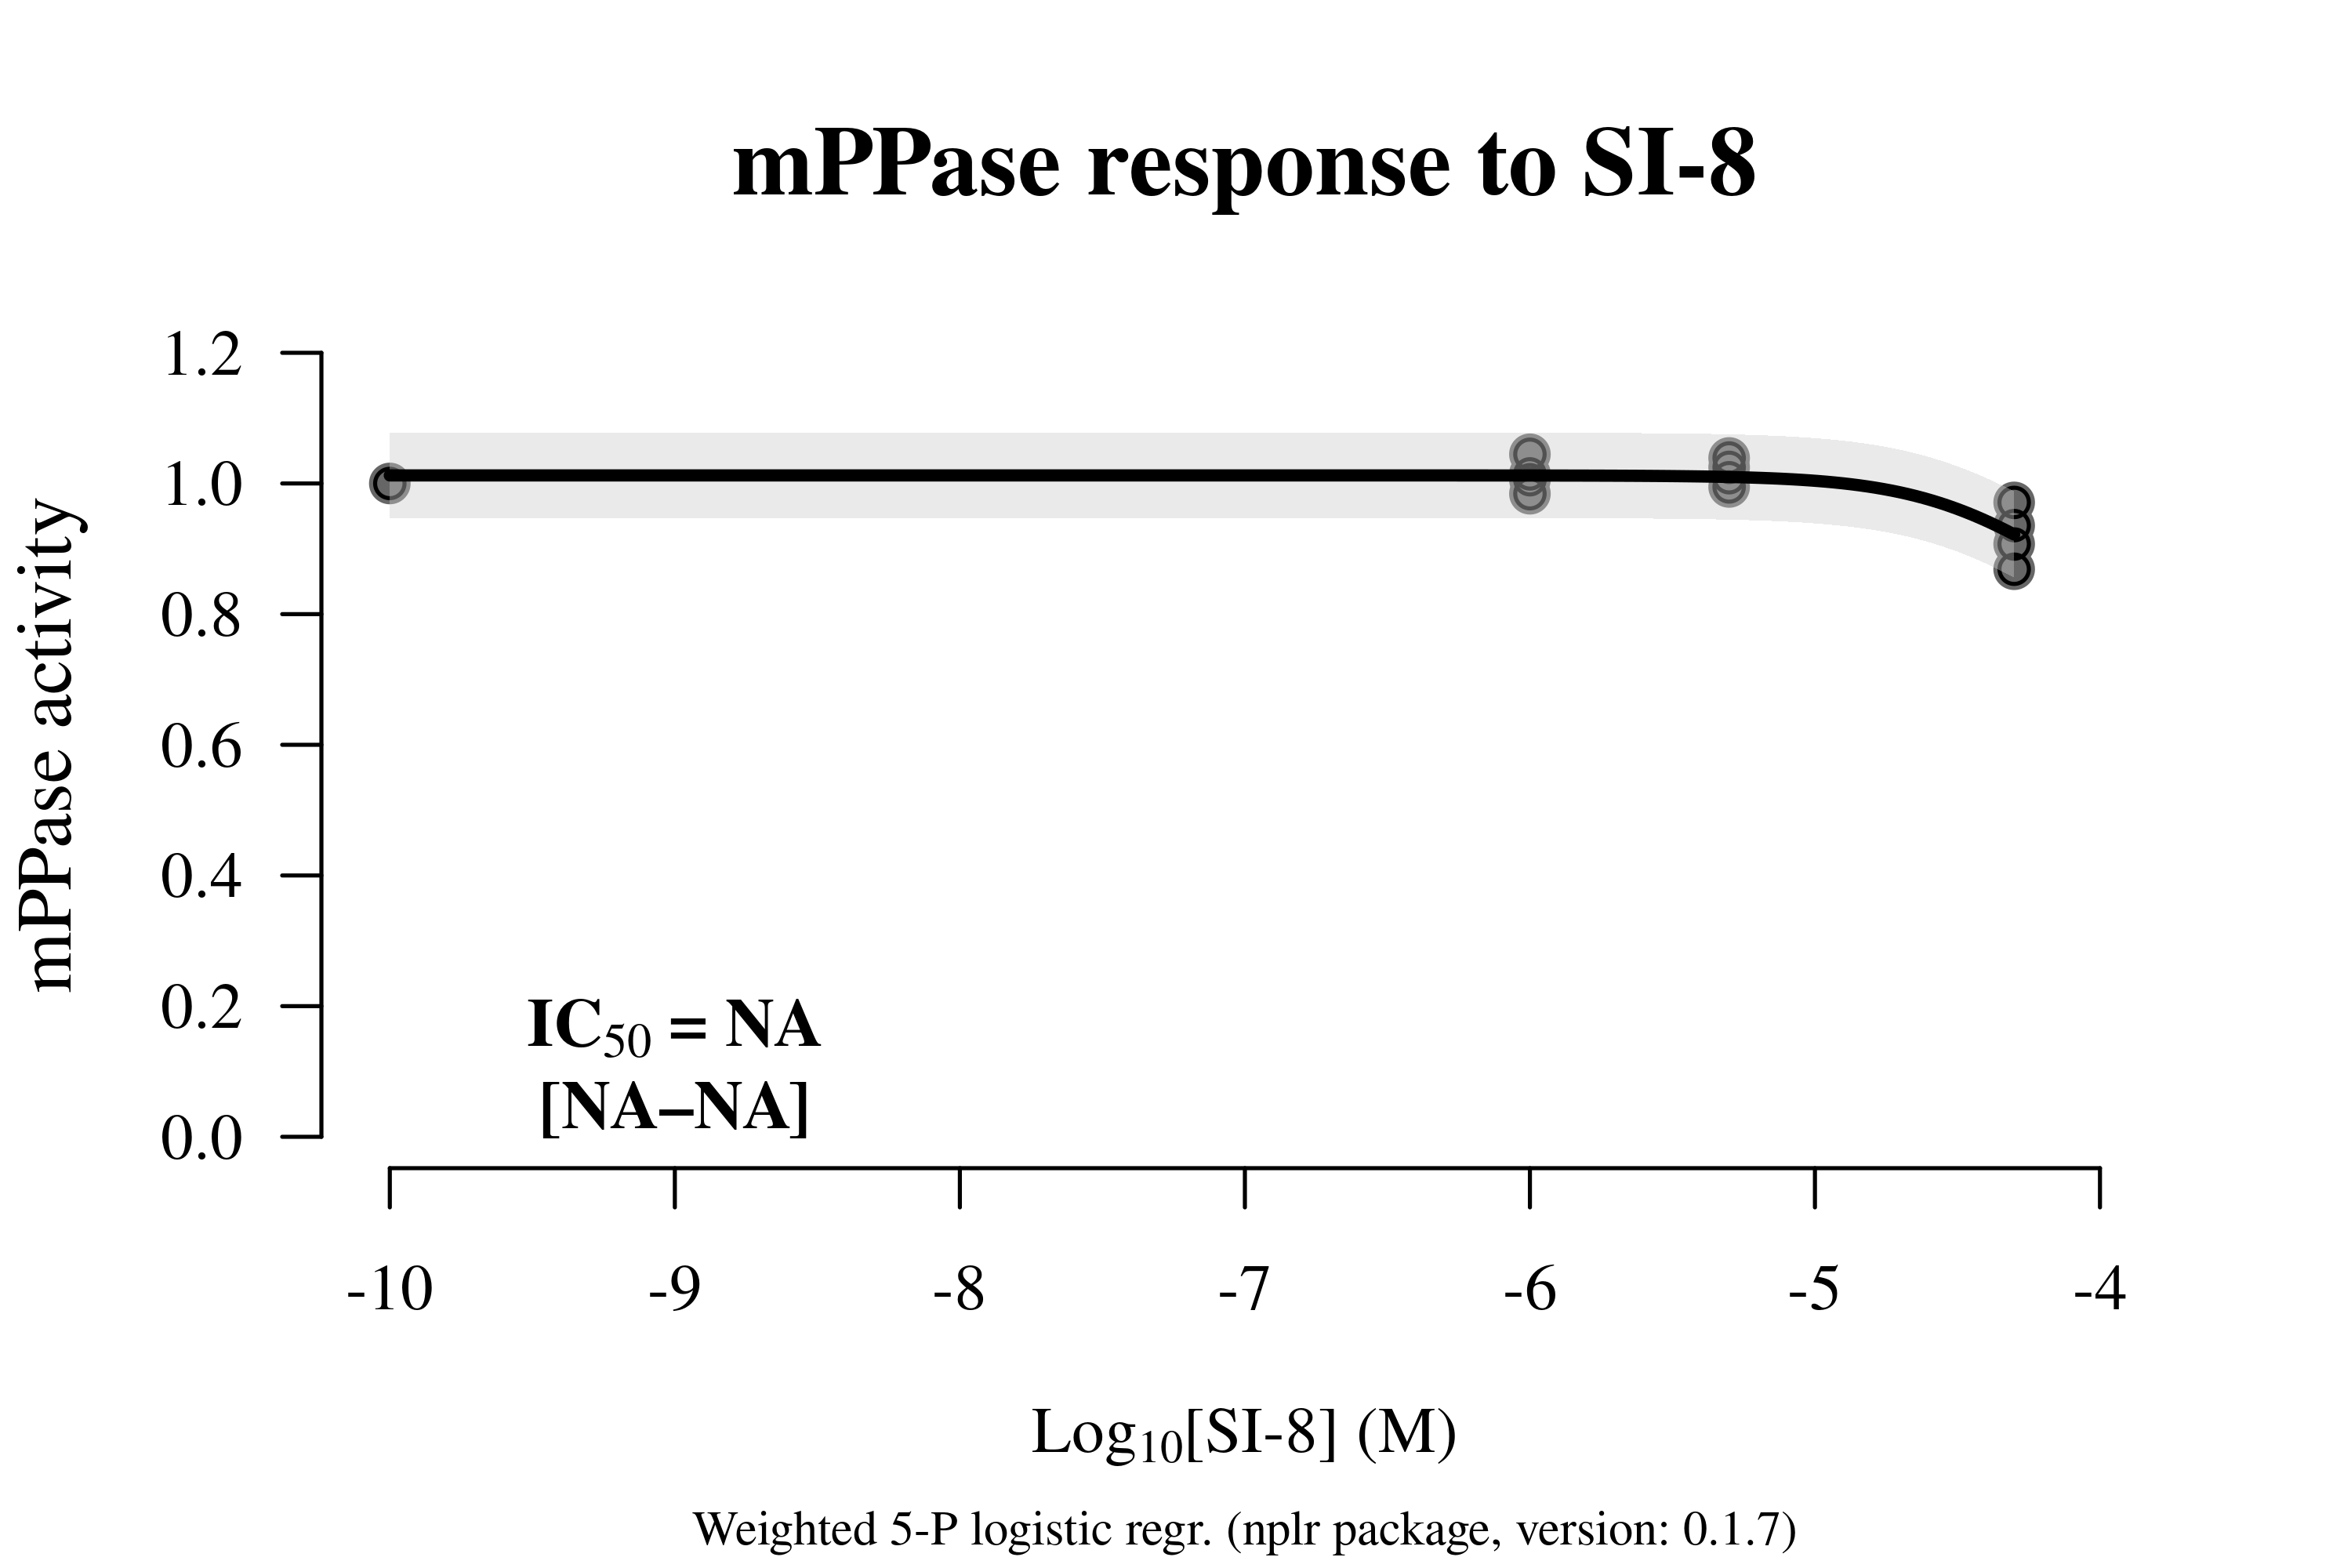 mPPase response to SI-8
mPPase activity
1.2
1.0
0.8
0.6
0.4
0.2
0.0
IC50 = NA
[NA–NA]
-10 -9 -8 -7 -6 -5 -4
Log10[SI-8] (M)
Weighted 5-P logistic regr. (nplr package, version: 0.1.7)